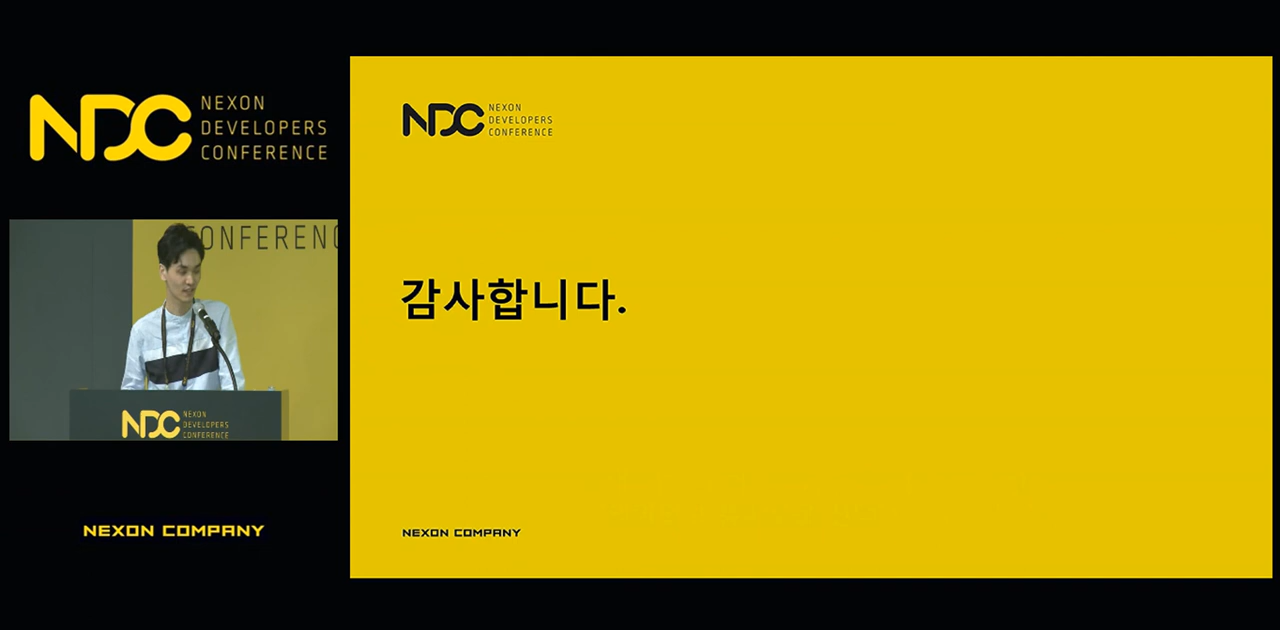 NDC NEXON
DEVELOPERS
CONFERENCE
CONFERENC
NDC NEXON
DEVELOPERS
CONFERENCE
NEXON COMPANY
NDC NEXON
DEVELOPERS
CONFERENCE
감사합니다.
NEXON COMPANY